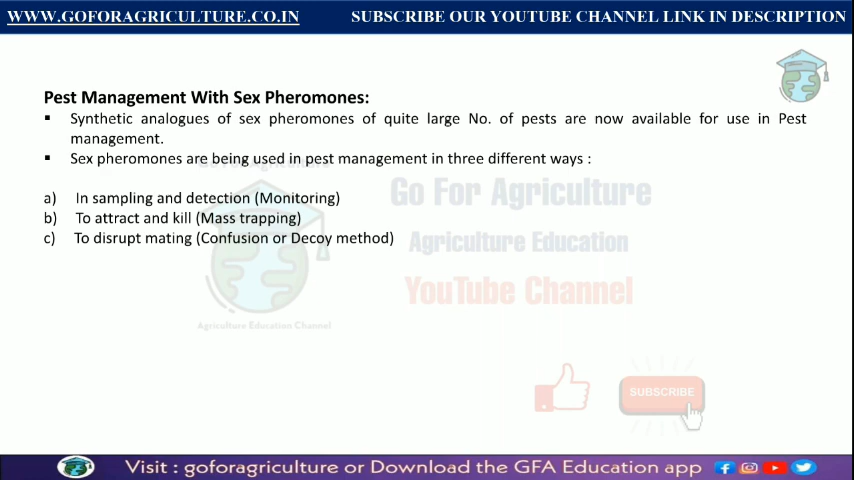 WWW.GOFORAGRICULTURE.CO.IN SUBSCRIBE OUR YOUTUBE CHANNEL LINK IN DESCRIPTION
Pest Management With Sex Pheromones:
▪ Synthetic analogues of sex pheromones of quite large No. of pests are now available for use in Pest
management.
▪ Sex pheromones are being used in pest management in three different ways :
a) In sampling and detection (Monitoring)
b) To attract and kill (Mass trapping)
c) To disrupt mating (Confusion or Decoy method)
Go For Agriculture
Agriculture Education
YouTube Channel
Agriculture Education Channel
SUBSCRIBE
Visit : goforagriculture or Download the GFA Education app